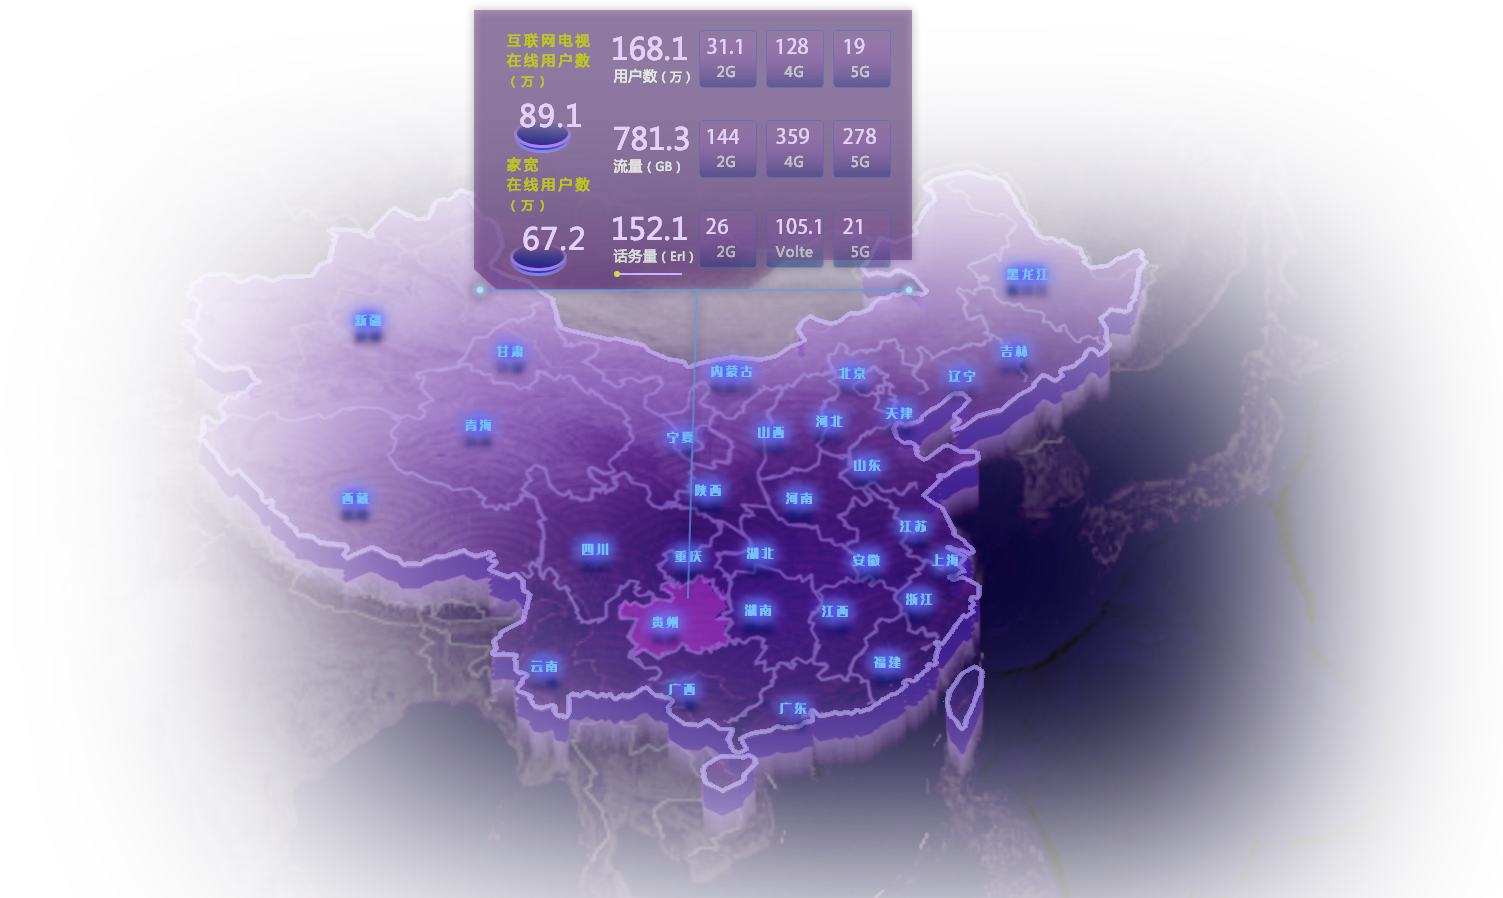 互联网电视
在线用户数
（万）
89.1
家宽
在线用户数
（万）
67.2
168.1
用户数（万）
31.1
2G
128
4G
19
5G
781.3
流量（GB）
144
2G
359
4G
278
5G
152.1
话务量（Erl）
26
2G
105.1
Volte
21
5G
黑龙江
新疆
甘肃
吉林
内蒙古
北京
辽宁
天津
河北
青海
山西
宁夏
山东
陕西
西藏
河南
江苏
四川
重庆
湖北
安徽
上海
浙江
湖南
江西
贵州
福建
云南
广西
广东